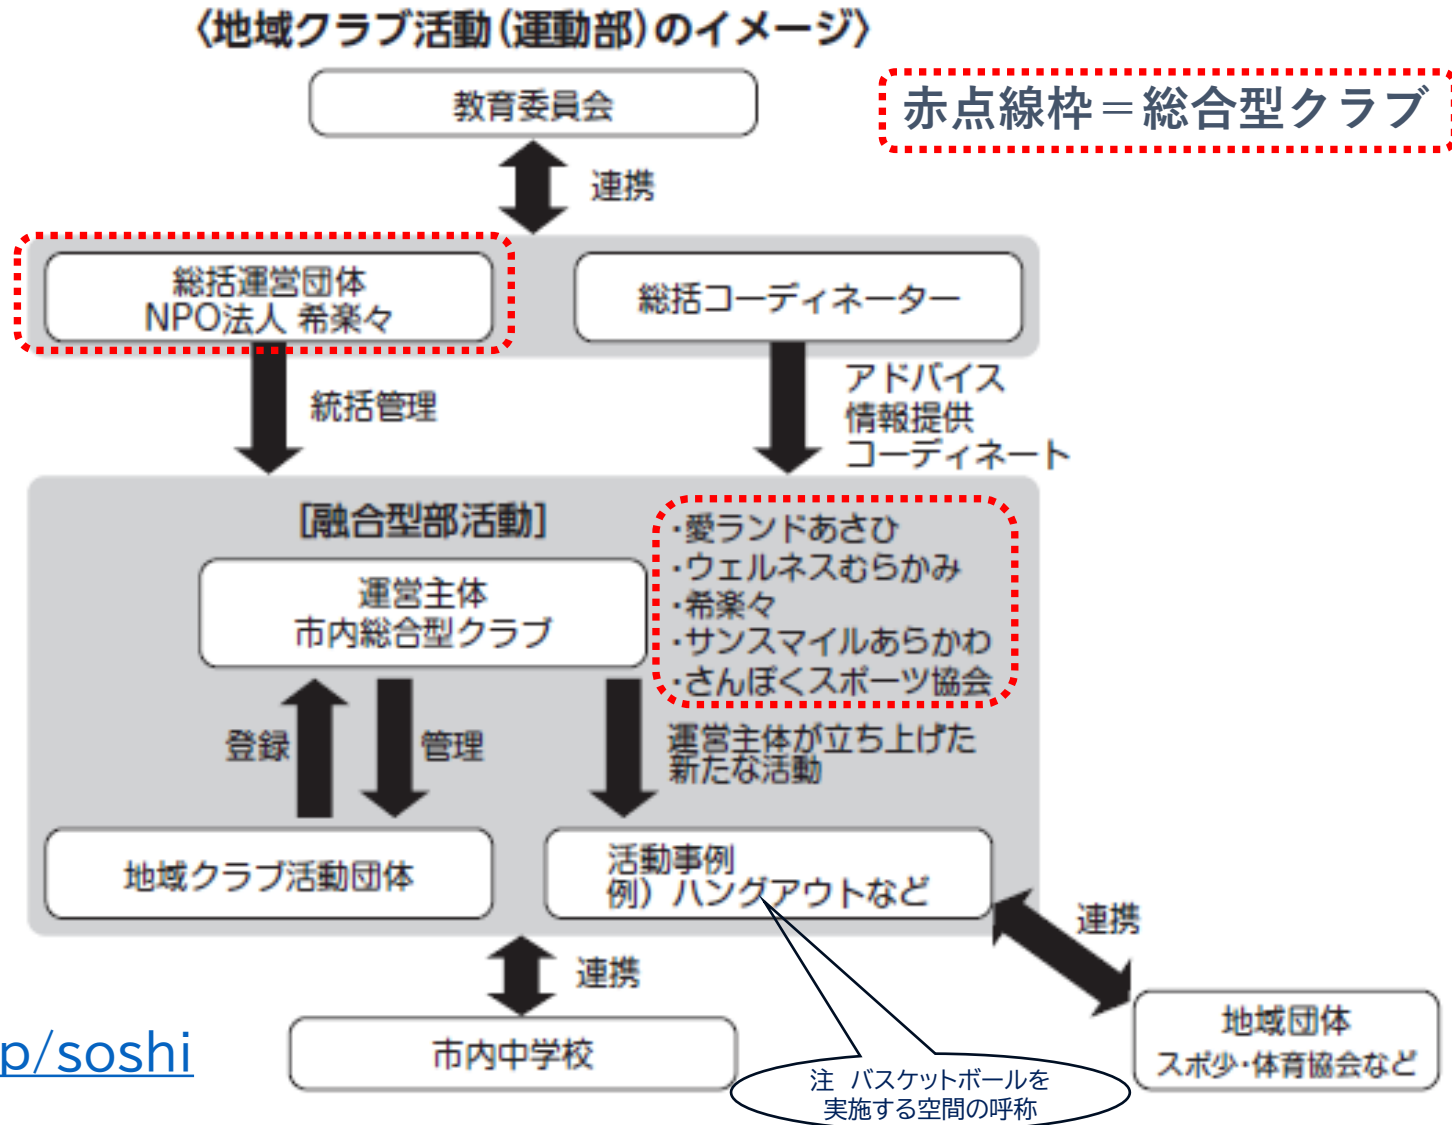 〈地域クラブ活動(運動部)のイメージ〉
教育委員会
赤点線枠＝総合型クラブ
連携
総括運営団体
NPO法人 希楽々
総括コーディネーター
統括管理
アドバイス
情報提供
コーディネート
[融合型部活動]
運営主体
市内総合型クラブ
・愛ランドあさひ
・ウェルネスむらかみ
・希楽々
・サンスマイルあらかわ
・さんぽくスポーツ協会
登録
管理
運営主体が立ち上げた
新たな活動
地域クラブ活動団体
活動事例
例）ハングアウトなど
連携
連携
市内中学校
地域団体
スポ少・体育協会など
注 バスケットボールを
実施する空間の呼称
p/soshi